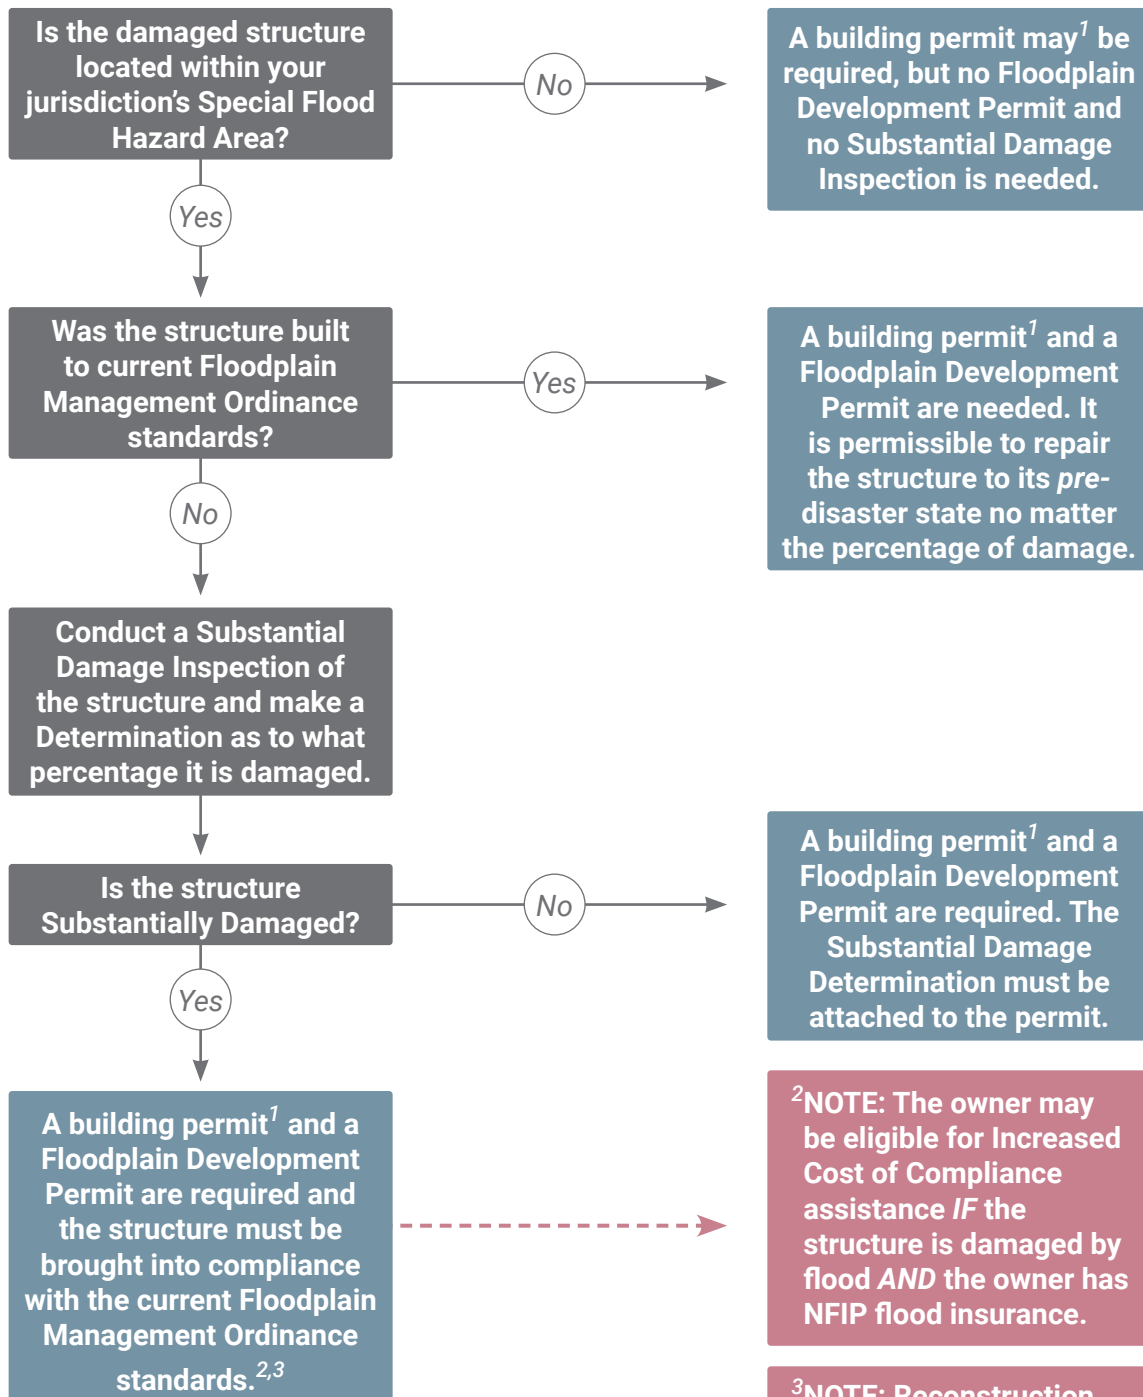 Is the damaged structure
located within your
jurisdiction's Special Flood
Hazard Area?
No
A building permit may¹ be
required, but no Floodplain
Development Permit and
no Substantial Damage
Inspection is needed.
Yes
Was the structure built
to current Floodplain
Management Ordinance
standards?
Yes
A building permit¹ and a
Floodplain Development
Permit are needed. It
is permissible to repair
the structure to its pre-
disaster state no matter
the percentage of damage.
No
Conduct a Substantial
Damage Inspection of
the structure and make a
Determination as to what
percentage it is damaged.
Is the structure
Substantially Damaged?
No
A building permit¹ and a
Floodplain Development
Permit are required. The
Substantial Damage
Determination must be
attached to the permit.
Yes
A building permit¹ and a
Floodplain Development
Permit are required and
the structure must be
brought into compliance
with the current Floodplain
Management Ordinance
standards.²,³
²NOTE: The owner may
be eligible for Increased
Cost of Compliance
assistance IF the
structure is damaged by
flood AND the owner has
NFIP flood insurance.
³NOTE: Reconstruction